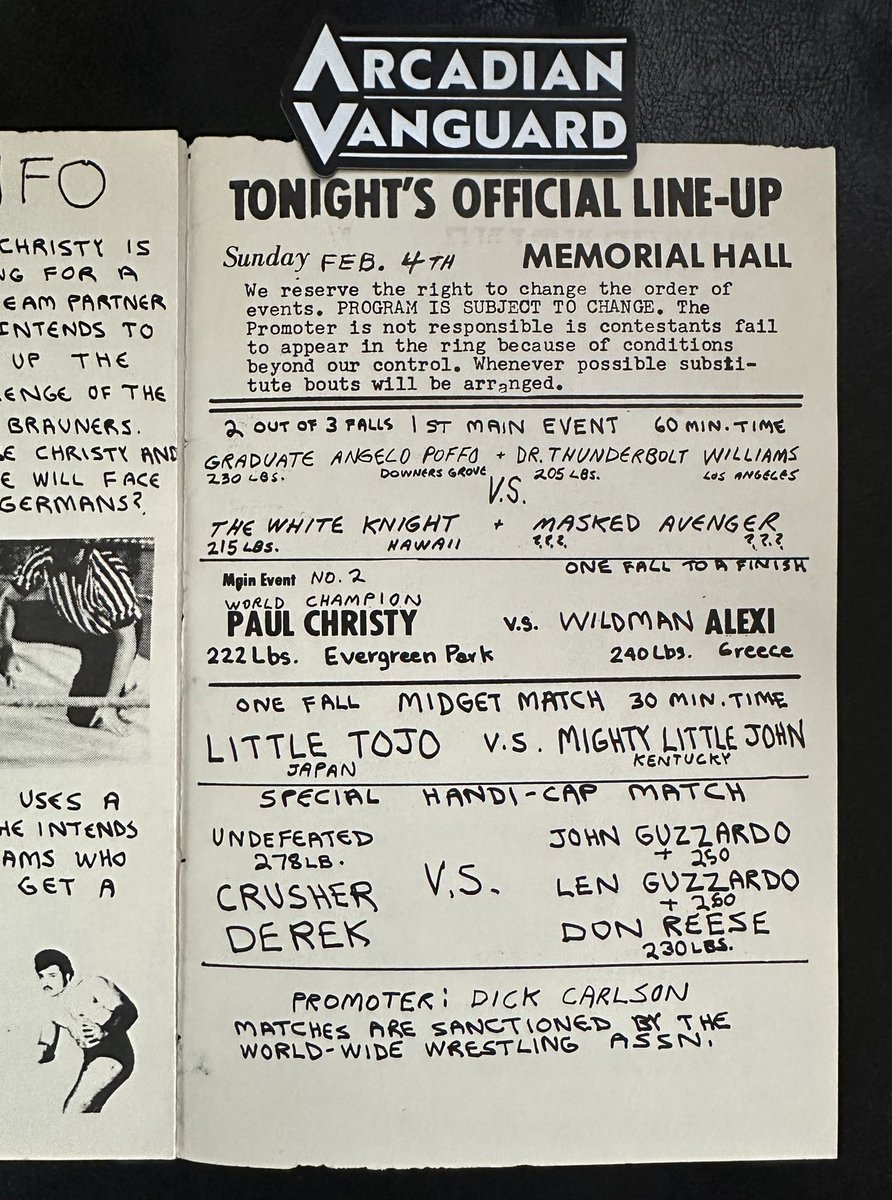 ARCADIAN
VANGUARD
FO
CHRISTY IS
NG FOR A
EAM PARTNER
INTENDS TO
UP THE
ENGE OF THE
BRAUNERS.
E CHRISTY AND
E WILL FACE
GERMANS?
USES A
HE INTENDS
AMS WHO
GET A
TONIGHT'S OFFICIAL LINE-UP
Sunday FEB. 4TH MEMORIAL HALL
We reserve the right to change the order of
events. PROGRAM IS SUBJECT TO CHANGE. The
Promoter is not responsible is contestants fail
to appear in the ring because of conditions
beyond our control. Whenever possible substi-
tute bouts will be arranged.
2 OUT OF 3 FALLS 1ST MAIN EVENT 60 MIN. TIME
GRADUATE ANGELO POFFO + DR. THUNDERBOLT WILLIAMS
230 LBS. DOWNERS GROVE 205 LBS. LOS ANGELES
V.S.
THE WHITE KNIGHT + MASKED AVENGER
215 LBS. HAWAII ??? ???
ONE FALL TO A FINISH
Main Event NO. 2
WORLD CHAMPION
PAUL CHRISTY V.S. WILDMAN ALEXI
222 Lbs. Evergreen Park 240 Lbs. Greece
ONE FALL MIDGET MATCH 30 MIN. TIME
LITTLE TOJO V.S. MIGHTY LITTLE JOHN
JAPAN KENTUCKY
SPECIAL HANDI-CAP MATCH
UNDEFEATED JOHN GUZZARDO
278 LB. + 250
CRUSHER V.S. LEN GUZZARDO
+ 250
DEREK DON REESE
230 LBS.
PROMOTER: DICK CARLSON
MATCHES ARE SANCTIONED BY THE
WORLD-WIDE WRESTLING ASSN.